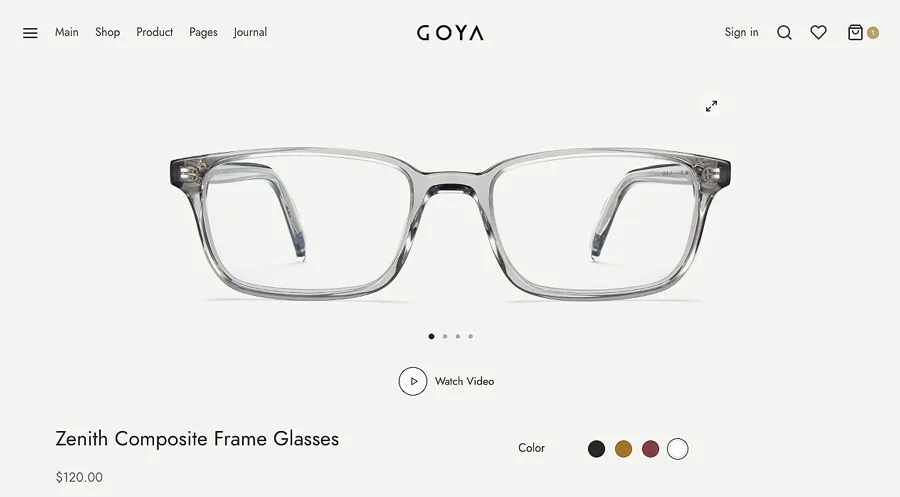 Main Shop Product Pages Journal GOYA Sign in 1
Watch Video
Zenith Composite Frame Glasses
Color
$120.00